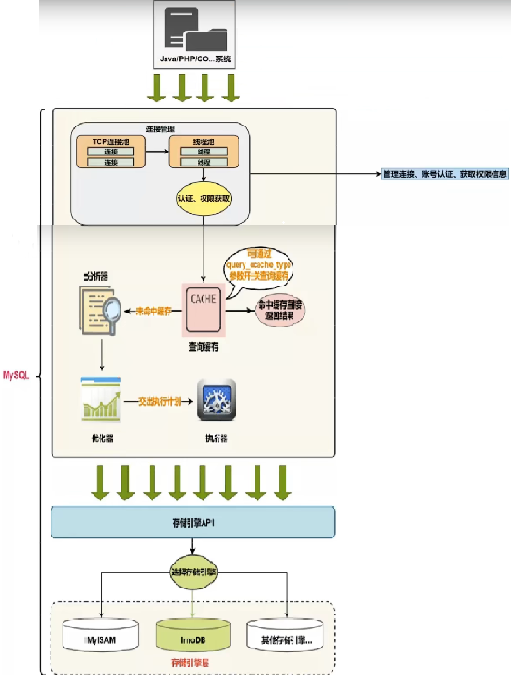 Java/PHP/GO...系统
连接管理
TCP连接池
连接
连接
线程池
线程
线程
管理连接、账号认证、获取权限信息
认证、权限获取
可通过
query_cache_type
参数开关查询缓存
分析器
未命中缓存
CACHE
命中缓存直接
返回结果
查询缓存
MySQL
交出执行计划
优化器
执行器
存储引擎API
选择存储引擎
MyISAM
InnoDB
其他存储引擎...
存储引擎层